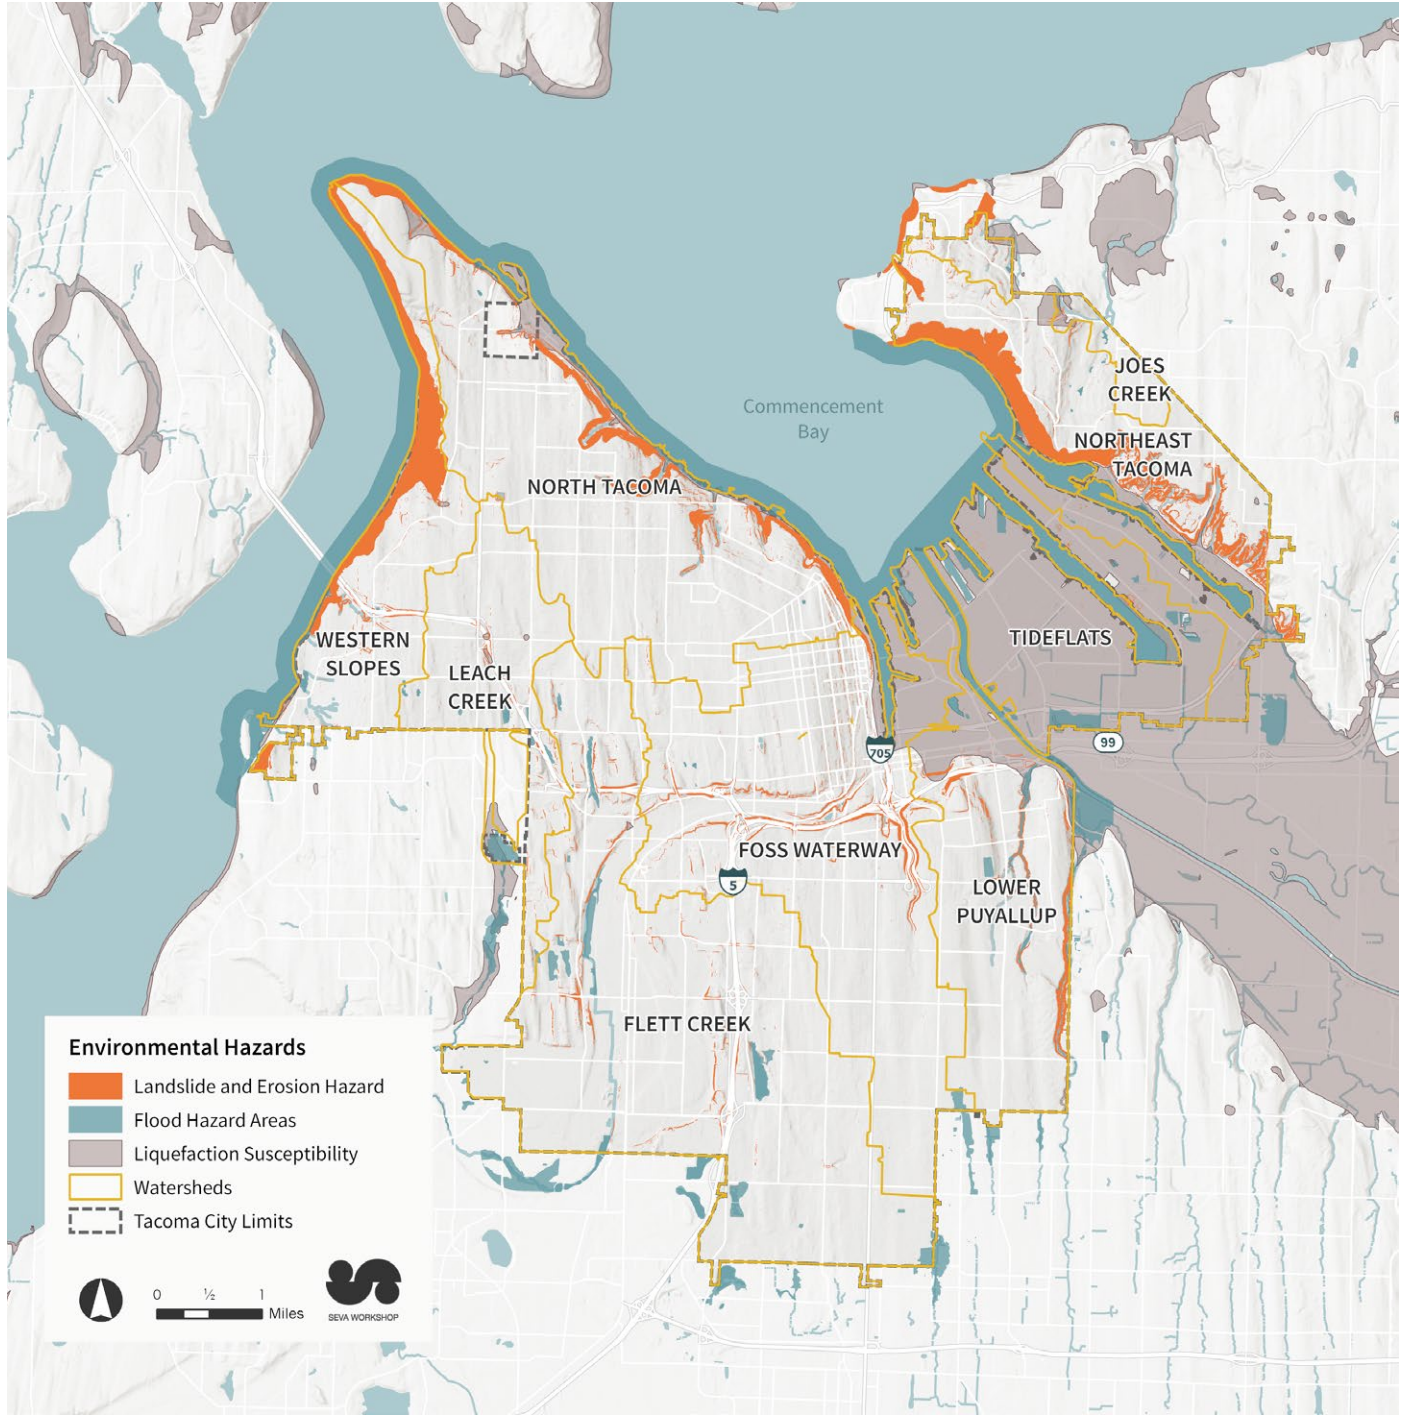 Commencement
Bay
JOES
CREEK
NORTHEAST
TACOMA
NORTH TACOMA
TIDEFLATS
WESTERN
SLOPES
LEACH
CREEK
99
705
FOSS WATERWAY
5
LOWER
PUYALLUP
FLETT CREEK
Environmental Hazards
Landslide and Erosion Hazard
Flood Hazard Areas
Liquefaction Susceptibility
Watersheds
Tacoma City Limits
0 ½ 1
Miles
SEVA WORKSHOP